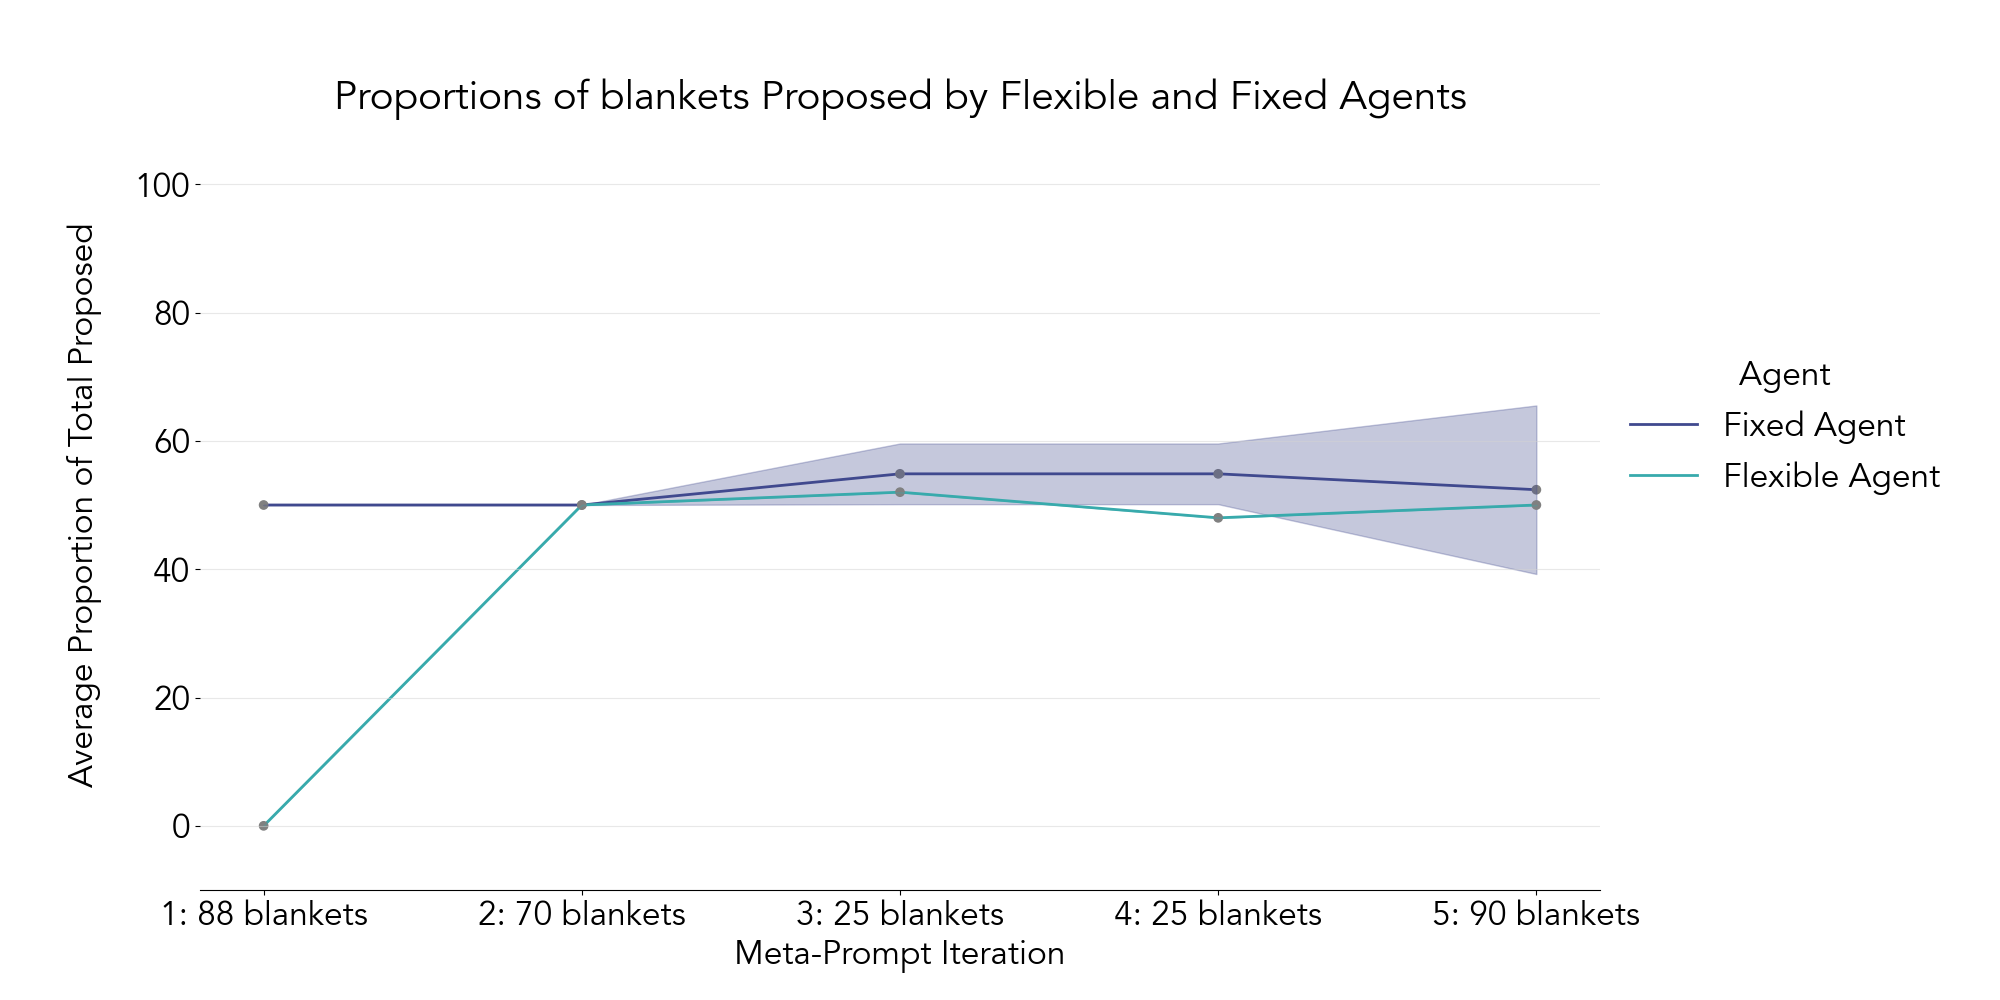 Proportions of blankets Proposed by Flexible and Fixed Agents
Average Proportion of Total Proposed
100
80
60
40
20
0
1: 88 blankets
2: 70 blankets
3: 25 blankets
4: 25 blankets
5: 90 blankets
Meta-Prompt Iteration
Agent
Fixed Agent
Flexible Agent